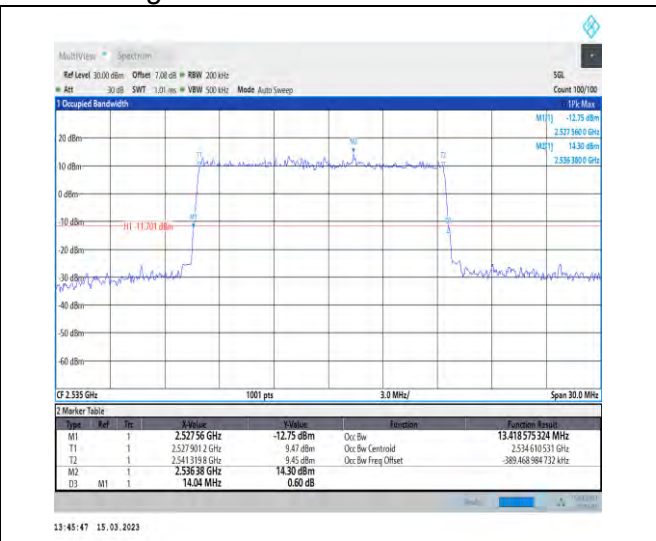 MultiView Spectrum
Ref Level 30.00 dBm Offset 7.08 dB RBW 200 kHz SGL
Att 30 dB SWT 1.01 ms VBW 500 kHz Mode Auto Sweep Count 100/100
1 Occupied Bandwidth 1Pk Max
M1[1] -12.75 dBm
2.527 560 0 GHz
M2[1] 14.30 dBm
2.536 380 0 GHz
20 dBm
M2
T1 T2
10 dBm
0 dBm
-10 dBm
M1
H1 -11.701 dBm
-20 dBm
-30 dBm
-40 dBm
-50 dBm
-60 dBm
CF 2.535 GHz 1001 pts 3.0 MHz/ Span 30.0 MHz
2 Marker Table
Type Ref Trc X-Value Y-Value Function Function Result
M1 1 2.527 56 GHz -12.75 dBm Occ Bw 13.418 575 324 MHz
T1 1 2.527 901 2 GHz 9.47 dBm Occ Bw Centroid 2.534 610 531 GHz
T2 1 2.541 319 8 GHz 9.45 dBm Occ Bw Freq Offset -389.468 984 732 kHz
M2 1 2.536 38 GHz 14.30 dBm
D3 M1 1 14.04 MHz 0.60 dB
13:45:47 15.03.2023